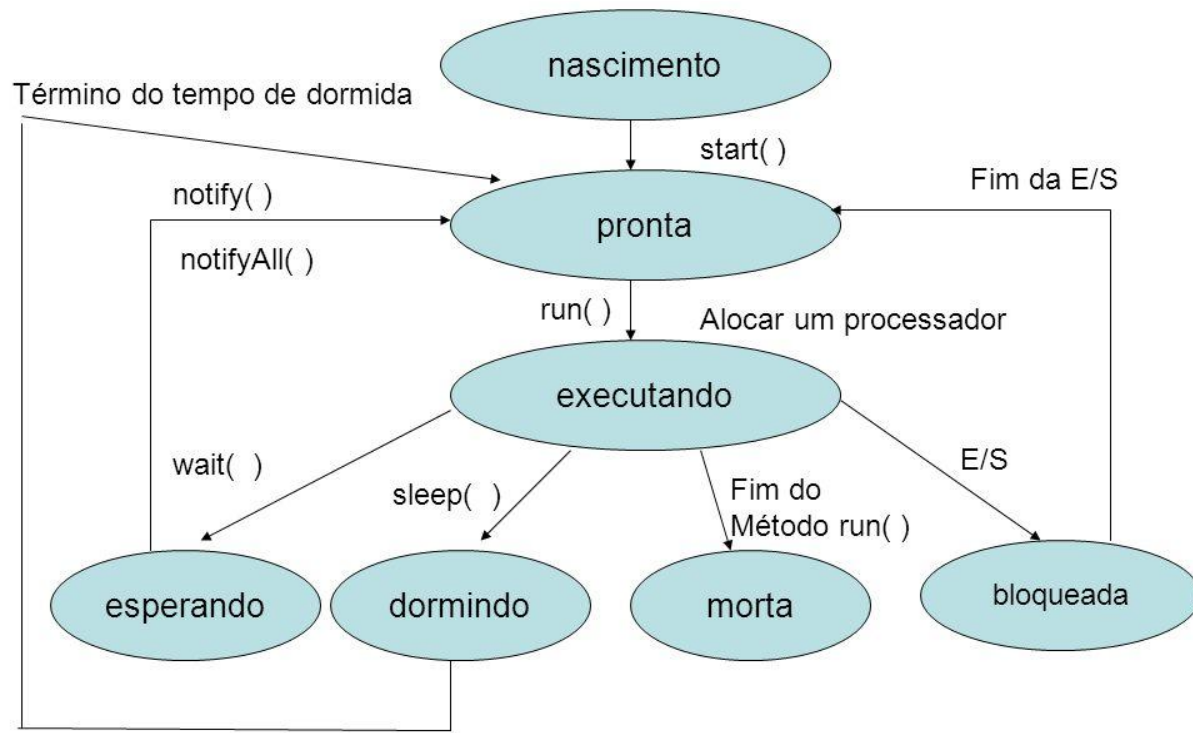 nascimento
Término do tempo de dormida
start( )
Fim da E/S
notify( )
pronta
notifyAll( )
run( )
Alocar um processador
executando
wait(  )
E/S
sleep(  )
Fim do
Método run( )
esperando
dormindo
morta
bloqueada